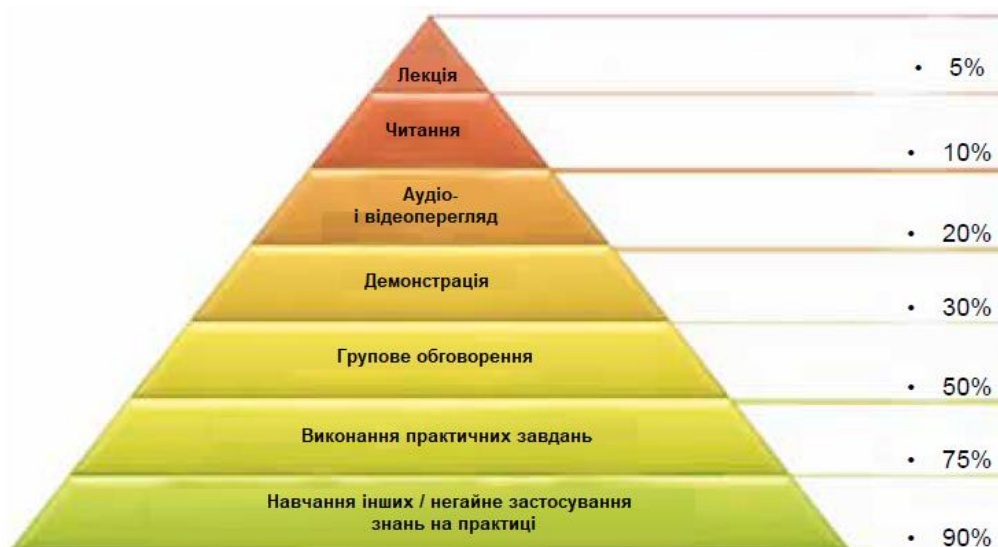 Лекція
• 5%
Читання
• 10%
Аудіо-
і відеоперегляд
• 20%
Демонстрація
• 30%
Групове обговорення
• 50%
Виконання практичних завдань
• 75%
Навчання інших / негайне застосування
знань на практиці
• 90%